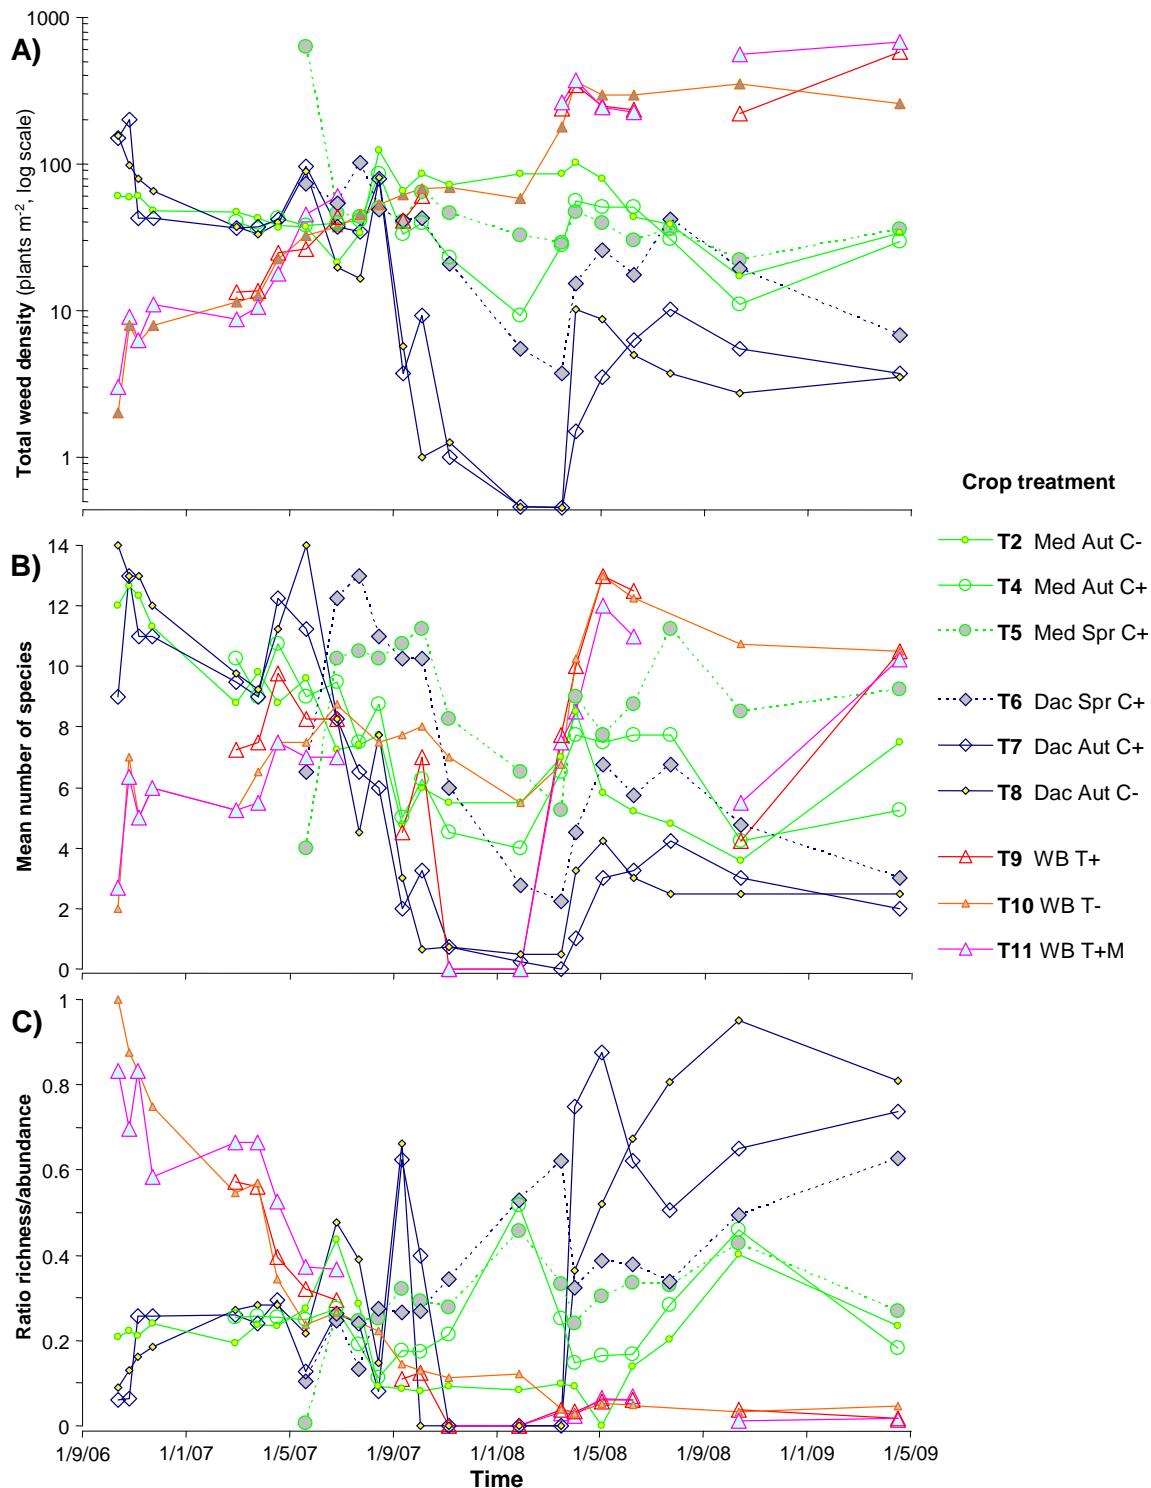 A)
Total weed density (plants m-2, log scale)
1000
100
10
1
B)
Mean number of species
14
12
10
8
6
4
2
0
C)
Ratio richness/abundance
1
0.8
0.6
0.4
0.2
0
1/9/06 1/1/07 1/5/07 1/9/07 1/1/08 1/5/08 1/9/08 1/1/09 1/5/09
Time
Crop treatment
T2 Med Aut C-
T4 Med Aut C+
T5 Med Spr C+
T6 Dac Spr C+
T7 Dac Aut C+
T8 Dac Aut C-
T9 WB T+
T10 WB T-
T11 WB T+M